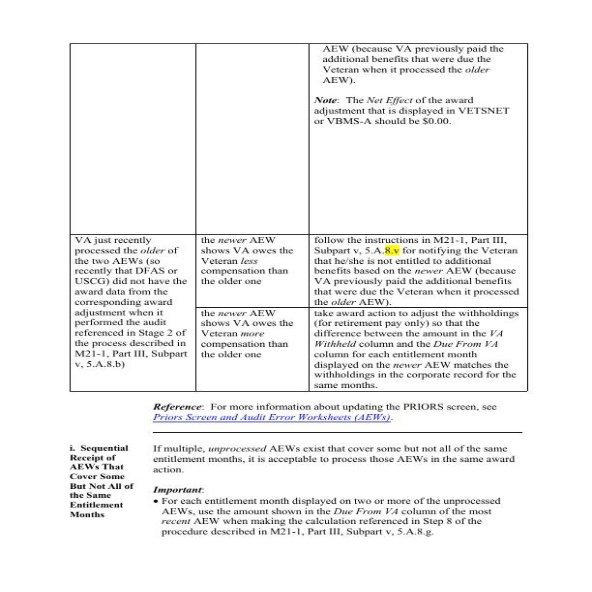 AEW (because VA previously paid the
additional benefits that were due the
Veteran when it processed the older
AEW).
Note:  The Net Effect of the award
adjustment that is displayed in VETSNET
or VBMS-A should be $0.00.
VA just recently
processed the older of
the two AEWs (so
recently that DFAS or
USCG) did not have the
award data from the
corresponding award
adjustment when it
performed the audit
referenced in Stage 2 of
the process described in
M21-1, Part III, Subpart
v, 5.A.8.b)
the newer AEW
shows VA owes the
Veteran less
compensation than
the older one
follow the instructions in M21-1, Part III,
Subpart v, 5.A.8.v for notifying the Veteran
that he/she is not entitled to additional
benefits based on the newer AEW (because
VA previously paid the additional benefits
that were due the Veteran when it processed
the older AEW).
the newer AEW
shows VA owes the
Veteran more
compensation than
the older one
take award action to adjust the withholdings
(for retirement pay only) so that the
difference between the amount in the VA
Withheld column and the Due From VA
column for each entitlement month
displayed on the newer AEW matches the
withholdings in the corporate record for the
same months.
Reference:  For more information about updating the PRIORS screen, see
Priors Screen and Audit Error Worksheets (AEWs).
i.  Sequential
Receipt of
AEWs That
Cover Some
But Not All of
the Same
Entitlement
Months
If multiple, unprocessed AEWs exist that cover some but not all of the same
entitlement months, it is acceptable to process those AEWs in the same award
action.
Important:
• For each entitlement month displayed on two or more of the unprocessed
AEWs, use the amount shown in the Due From VA column of the most
recent AEW when making the calculation referenced in Step 8 of the
procedure described in M21-1, Part III, Subpart v, 5.A.8.g.